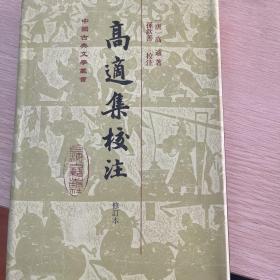 中國古典文學叢書
高適集校注
修訂本
〔唐〕高適 著
孫欽善 校注